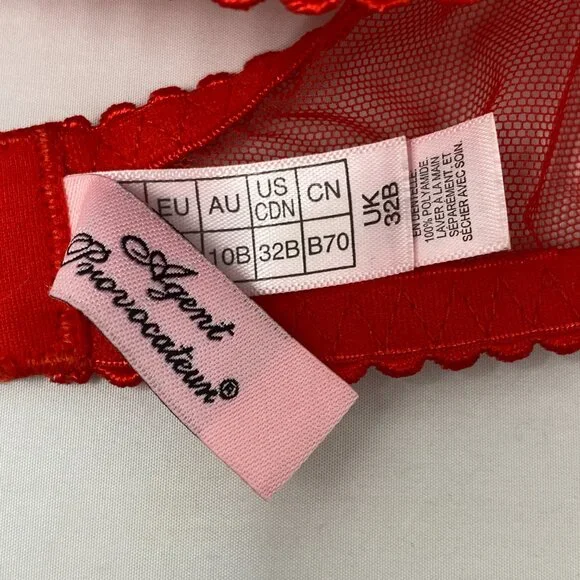 EU AU US CDN CN
10B 32B B70
UK 32B
EN DENTELLE.
100% POLYAMIDE.
LAVER À LA MAIN
SÉPAREMENT, ET
SÉCHER AVEC SOIN.
Agent
Provocateur®